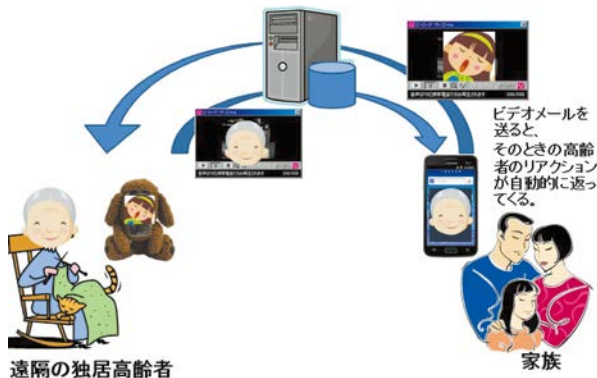 ビデオメールを
送ると、
そのときの高齢
者のリアクション
が自動的に返っ
てくる。
遠隔の独居高齢者
家族